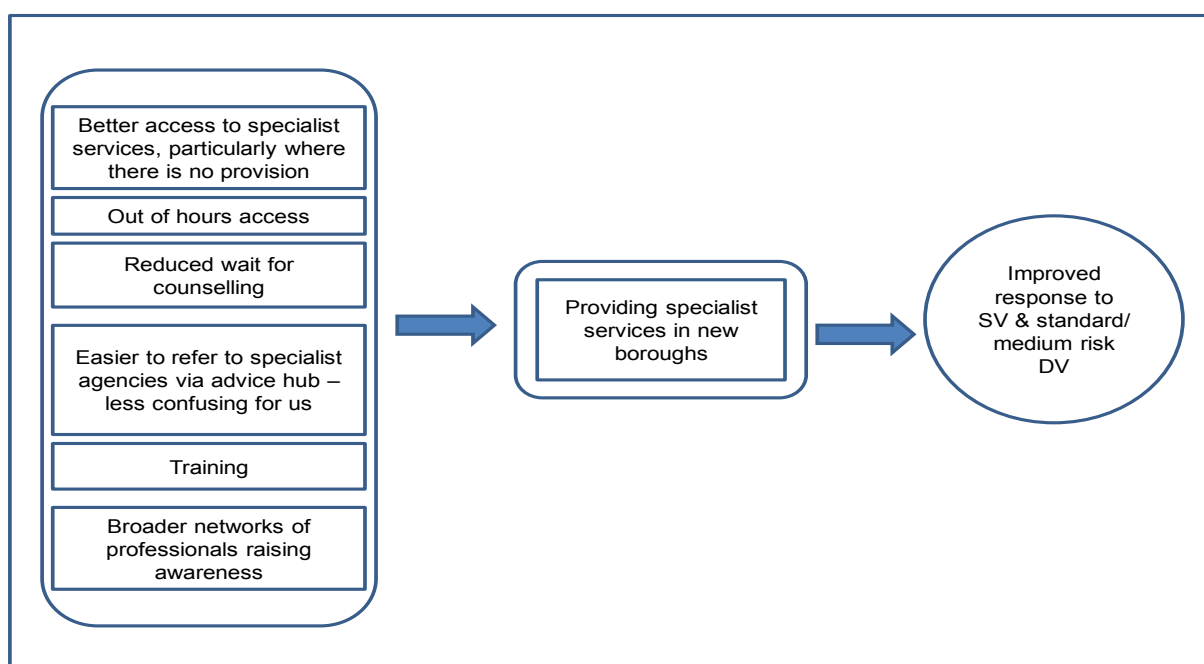 Better access to specialist
services, particularly where
there is no provision
Out of hours access
Reduced wait for
counselling
Easier to refer to specialist
agencies via advice hub –
less confusing for us
Training
Broader networks of
professionals raising
awareness
Providing specialist
services in new
boroughs
Improved
response to
SV & standard/
medium risk
DV